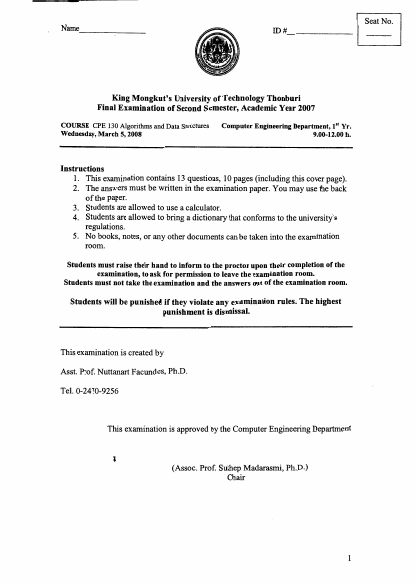 Seat No.
Name
ID #
King Mongkut's University of Technology Thonburi
Final Examination of Second Semester, Academic Year 2007
COURSE CPE 130 Algorithms and Data Structures Computer Engineering Department, 1st Yr.
Wednesday, March 5, 2008 9.00-12.00 h.
Instructions
1. This examination contains 13 questions, 10 pages (including this cover page).
2. The answers must be written in the examination paper. You may use the back
of the paper.
3. Students are allowed to use a calculator.
4. Students are allowed to bring a dictionary that conforms to the university's
regulations.
5. No books, notes, or any other documents can be taken into the examination
room.
Students must raise their hand to inform to the proctor upon their completion of the
examination, to ask for permission to leave the examination room.
Students must not take the examination and the answers out of the examination room.
Students will be punished if they violate any examination rules. The highest
punishment is dismissal.
This examination is created by
Asst. Prof. Nuttanart Facundes, Ph.D.
Tel. 0-2470-9256
This examination is approved by the Computer Engineering Department
(Assoc. Prof. Suthep Madarasmi, Ph.D.)
Chair
1